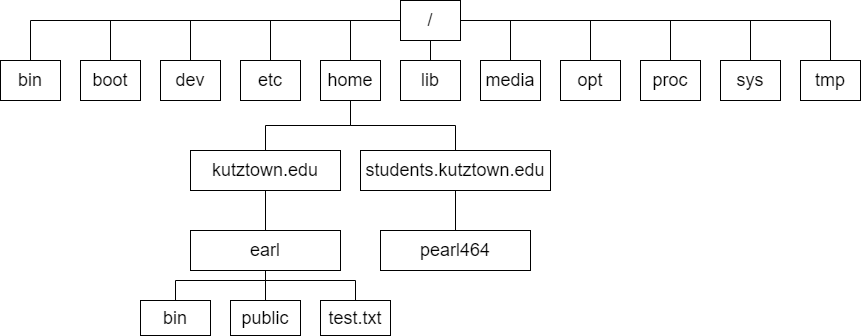 /
bin boot dev etc home lib media opt proc sys tmp
kutztown.edu students.kutztown.edu
earl pearl464
bin public test.txt